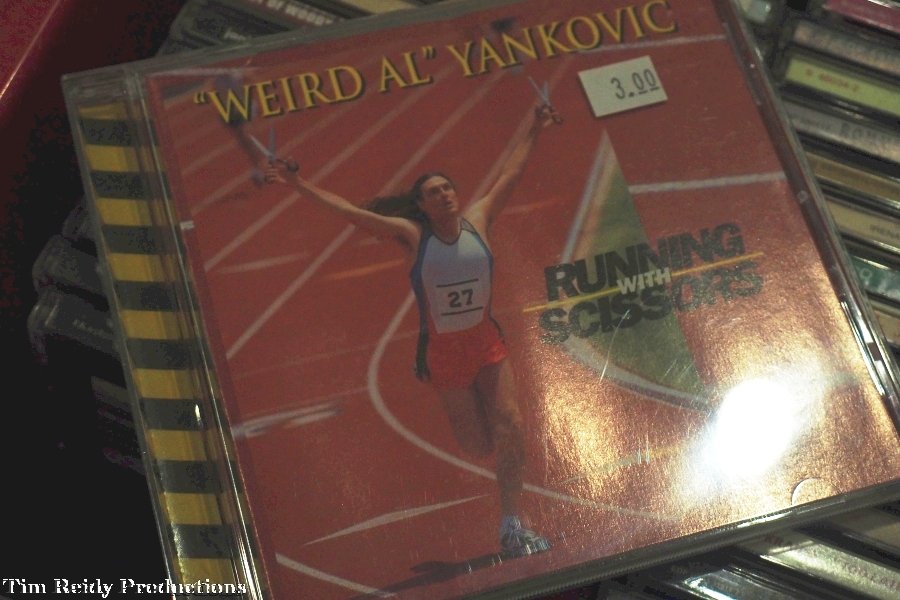 "WEIRD AL" YANKOVIC
3.00
27
RUNNING
WITH
SCISSORS
Tim Reidy Productions